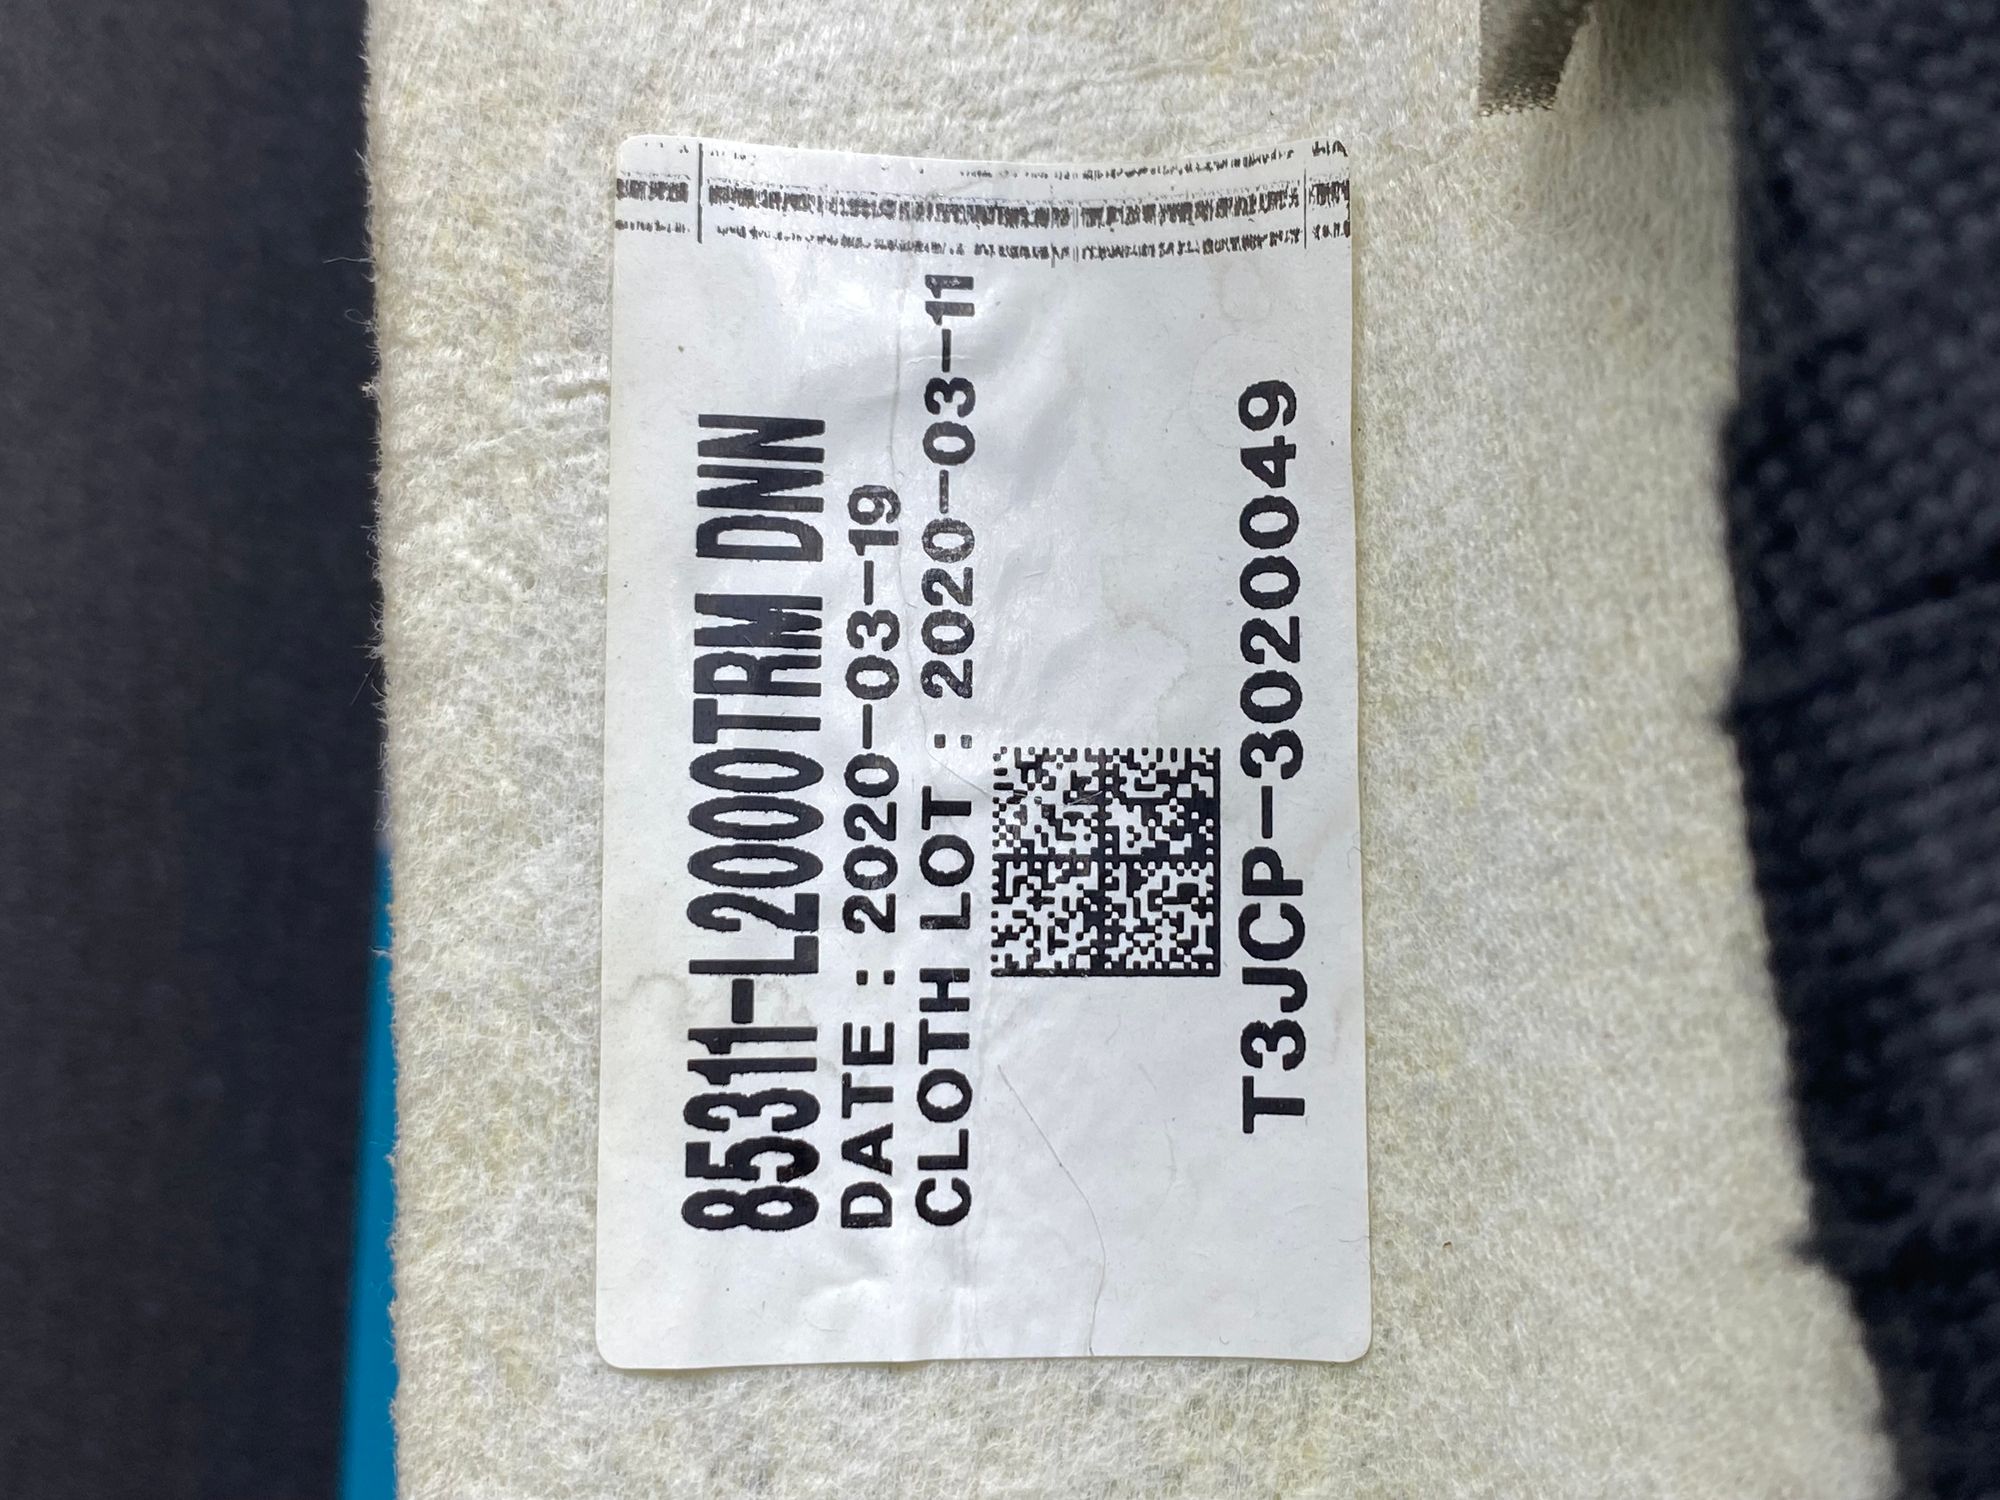 85311-L2000TRM DNN
DATE : 2020-03-19
CLOTH LOT : 2020-03-11
T3JCP-3020049